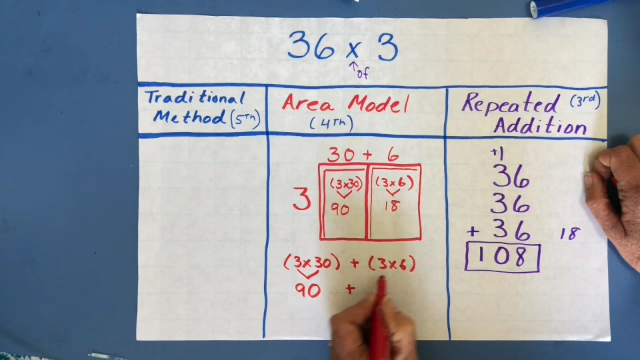 36 x 3
↑of
Traditional
Method (5th)
Area Model
(4th)
30 + 6
3
(3x30)
(3x6)
90
18
(3x30) + (3x6)
90 +
Repeated (3rd)
Addition
+1
36
36
+ 36
18
108